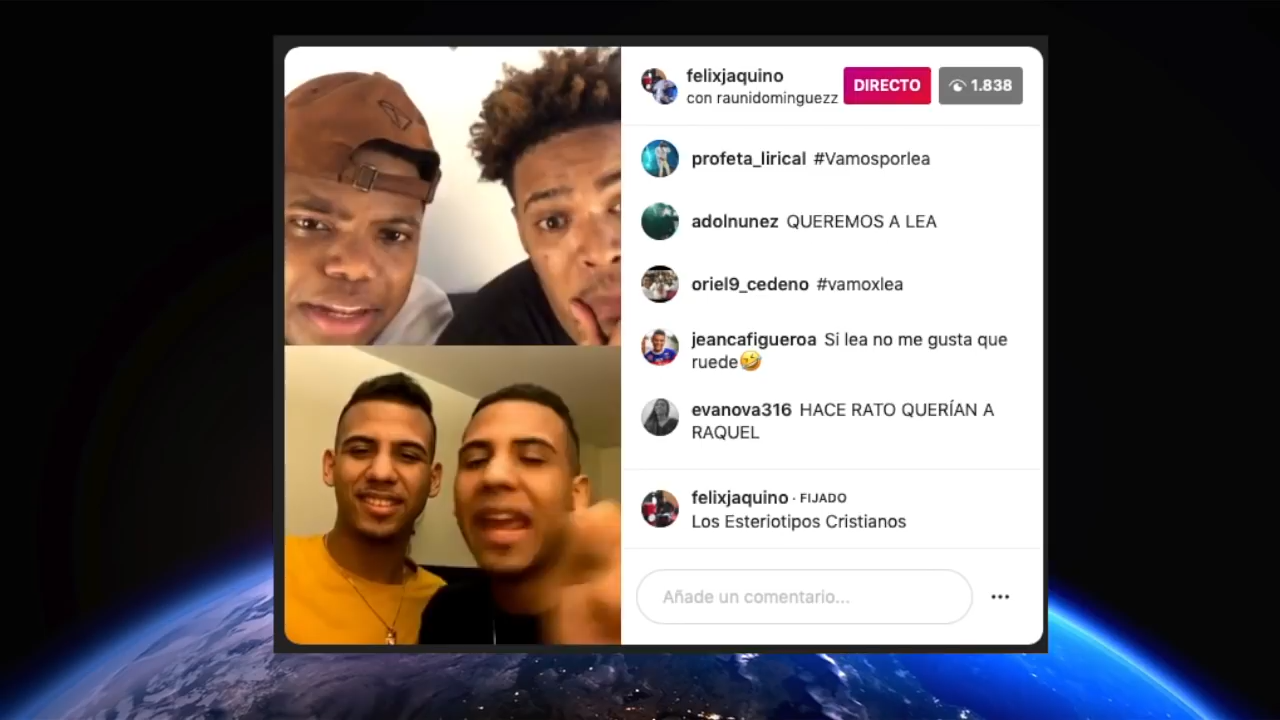 felixjaquino
con raunidominguezz
DIRECTO
1.838
profeta_lirical #Vamosporlea
adolnunez QUEREMOS A LEA
oriel9_cedeno #vamoxlea
jeancafigueroa Si lea no me gusta que
ruede🤣
evanova316 HACE RATO QUERÍAN A
RAQUEL
felixjaquino · FIJADO
Los Esteriotipos Cristianos
Añade un comentario...